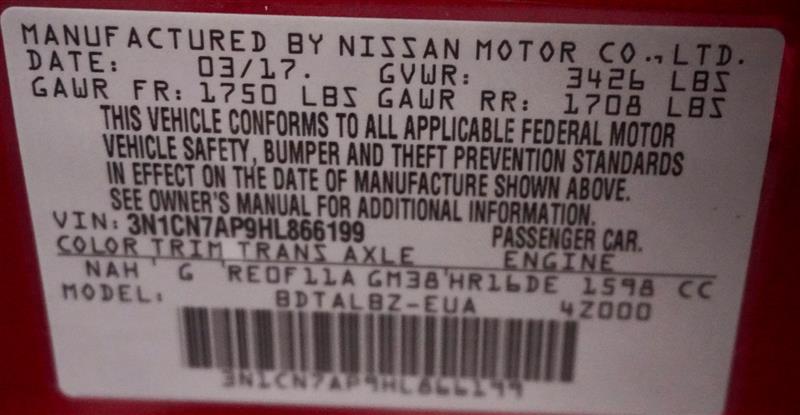 MANUFACTURED BY NISSAN MOTOR CO., LTD.
DATE: 03/17. GVWR: 3426 LBS
GAWR FR: 1750 LBS GAWR RR: 1708 LBS
THIS VEHICLE CONFORMS TO ALL APPLICABLE FEDERAL MOTOR
VEHICLE SAFETY, BUMPER AND THEFT PREVENTION STANDARDS
IN EFFECT ON THE DATE OF MANUFACTURE SHOWN ABOVE.
SEE OWNER'S MANUAL FOR ADDITIONAL INFORMATION.
VIN: 3N1CN7AP9HL866199 PASSENGER CAR.
COLOR TRIM TRANS AXLE ENGINE
NAH ' G 'RE0F11A GM38'HR16DE 1598 CC
MODEL: BDTALBZ-EUA 4Z000
3N1CN7AP9HL866199